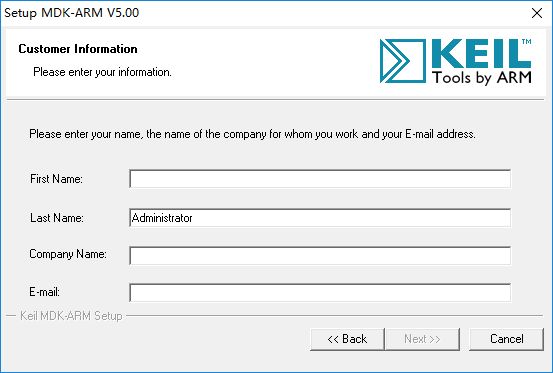 Setup MDK-ARM V5.00
Customer Information
Please enter your information.
KEIL™
Tools by ARM
Please enter your name, the name of the company for whom you work and your E-mail address.
First Name:
Last Name: Administrator
Company Name:
E-mail:
Keil MDK-ARM Setup
<< Back Next >> Cancel